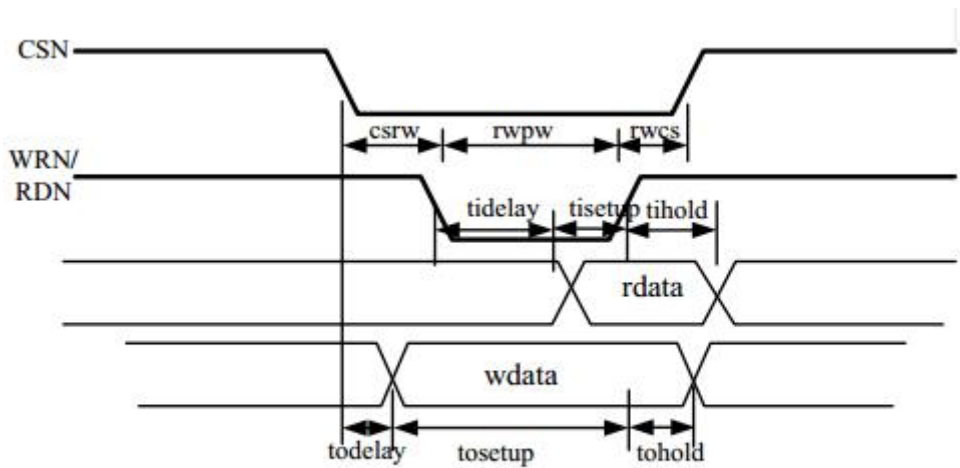 CSN
csrw rwpw rwcs
WRN/
RDN
tidelay tisetup tihold
rdata
wdata
todelay tosetup tohold